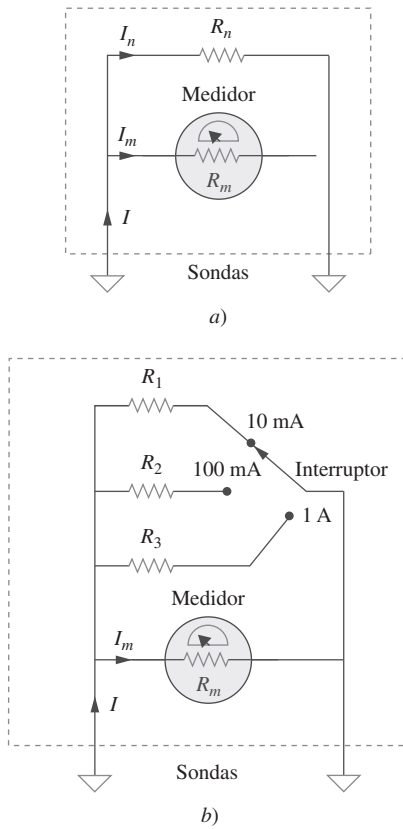 I_n
R_n
Medidor
I_m
R_m
I
Sondas
a)
R_1
10 mA
R_2
100 mA
Interruptor
1 A
R_3
Medidor
I_m
R_m
I
Sondas
b)